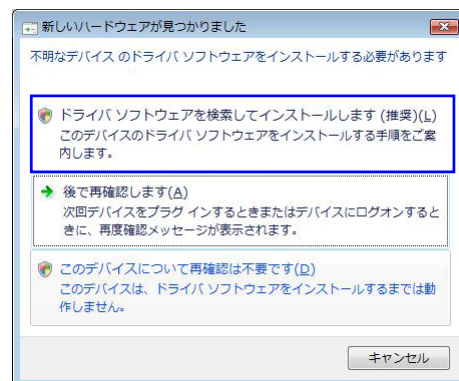 新しいハードウェアが見つかりました
不明なデバイス のドライバ ソフトウェアをインストールする必要があります
ドライバ ソフトウェアを検索してインストールします (推奨)(L)
このデバイスのドライバ ソフトウェアをインストールする手順をご案
内します。
後で再確認します(A)
次回デバイスをプラグ インするときまたはデバイスにログオンすると
きに、再度確認メッセージが表示されます。
このデバイスについて再確認は不要です(D)
このデバイスは、ドライバ ソフトウェアをインストールするまでは動
作しません。
キャンセル